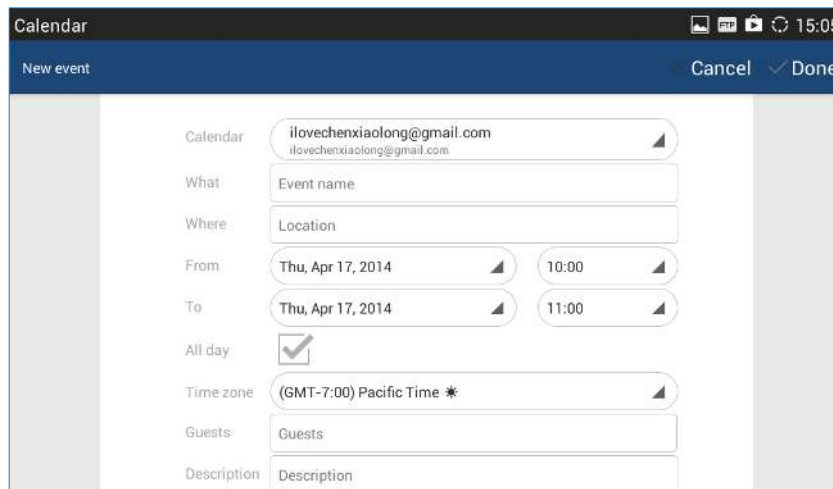 Calendar FTP 15:05
New event Cancel Done
Calendar ilovechenxiaolong@gmail.com
ilovechenxiaolong@gmail.com
What Event name
Where Location
From Thu, Apr 17, 2014 10:00
To Thu, Apr 17, 2014 11:00
All day
Time zone (GMT-7:00) Pacific Time ☀
Guests Guests
Description Description